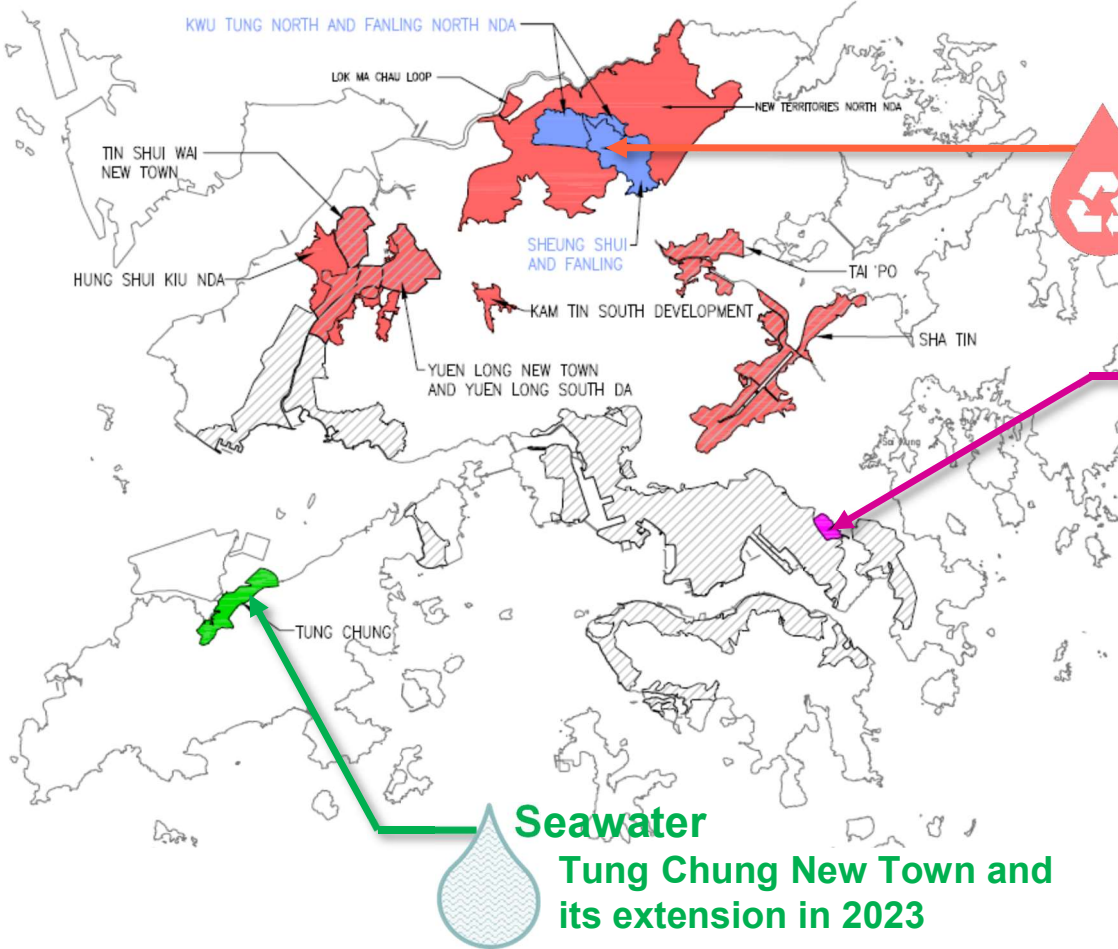 KWU TUNG NORTH AND FANLING NORTH NDA
LOK MA CHAU LOOP
NEW TERRITORIES NORTH NDA
TIN SHUI WAI
NEW TOWN
SHEUNG SHUI
AND FANLING
TAI 'PO
HUNG SHUI KIU NDA
KAM TIN SOUTH DEVELOPMENT
SHA TIN
YUEN LONG NEW TOWN
AND YUEN LONG SOUTH DA
TUNG CHUNG
Seawater
Tung Chung New Town and
its extension in 2023